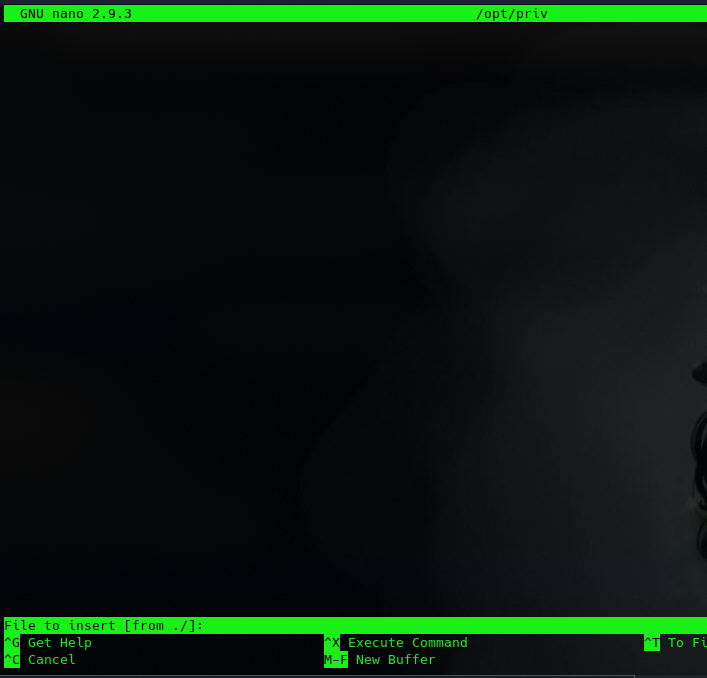 GNU nano 2.9.3 /opt/priv
File to insert [from ./]:
^G Get Help ^X Execute Command ^T To Fi
^C Cancel M-F New Buffer